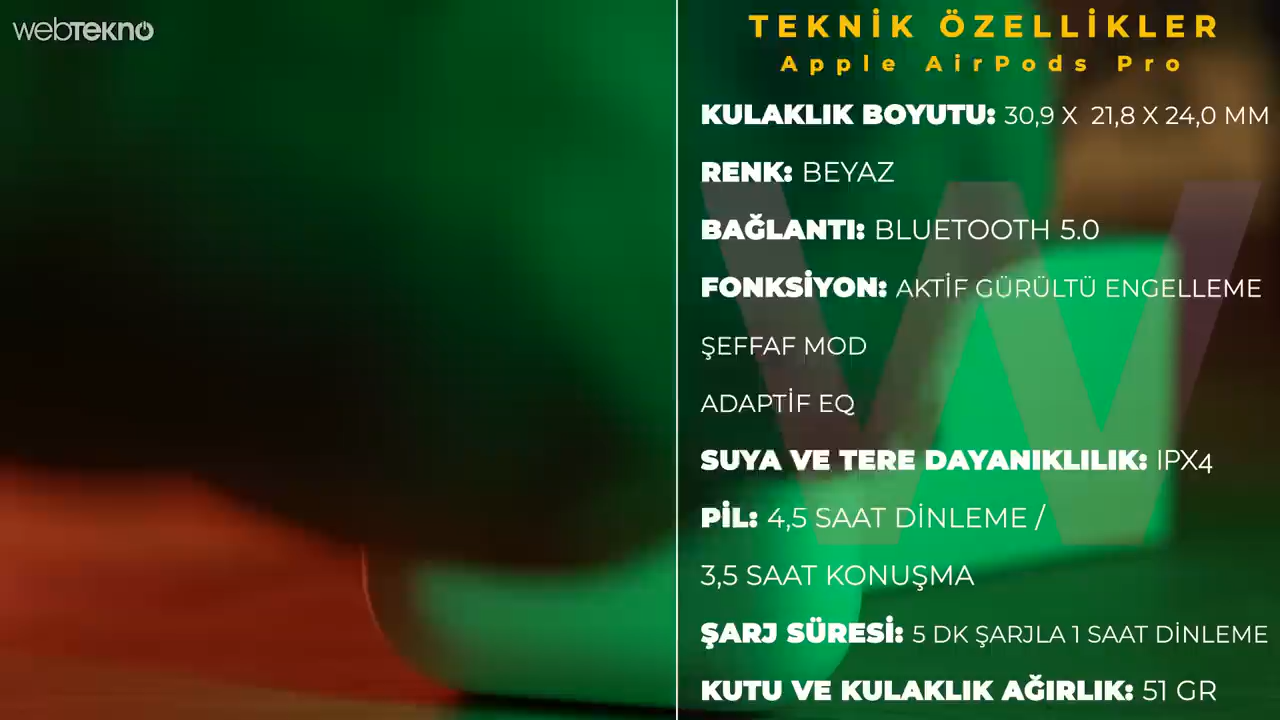 webTEKNO
TEKNİK ÖZELLİKLER
Apple AirPods Pro
KULAKLIK BOYUTU: 30,9 X 21,8 X 24,0 MM
RENK: BEYAZ
BAĞLANTI: BLUETOOTH 5.0
FONKSİYON: AKTİF GÜRÜLTÜ ENGELLEME
ŞEFFAF MOD
ADAPTİF EQ
SUYA VE TERE DAYANIKLILIK: IPX4
PİL: 4,5 SAAT DİNLEME /
3,5 SAAT KONUŞMA
ŞARJ SÜRESİ: 5 DK ŞARJLA 1 SAAT DİNLEME
KUTU VE KULAKLIK AĞIRLIK: 51 GR